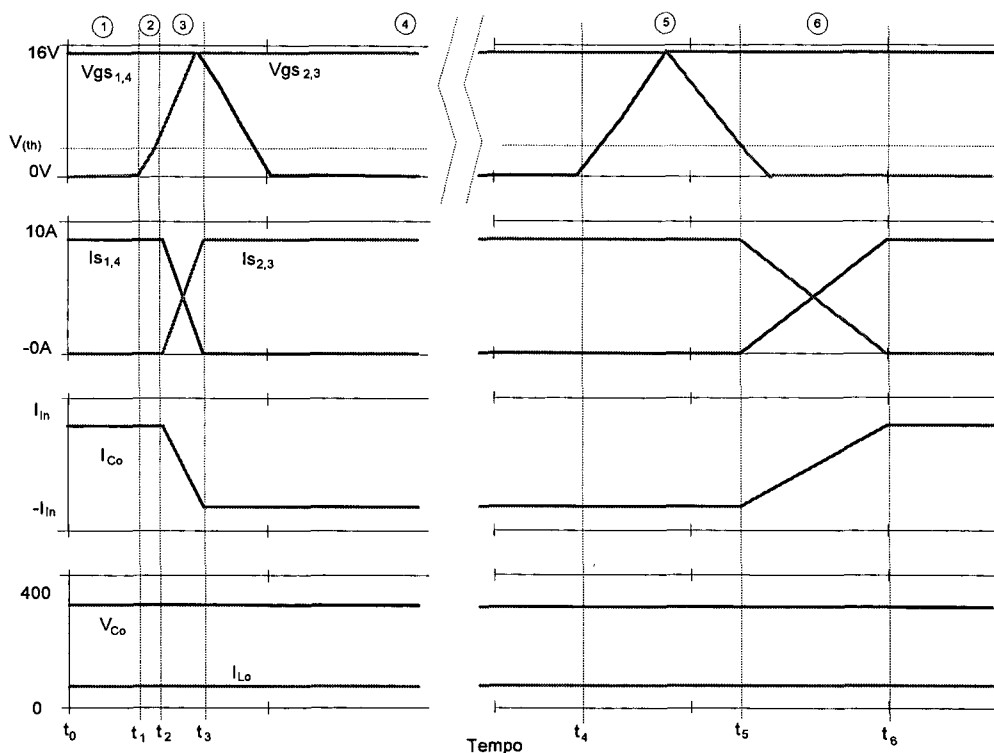 1 2 3 4 5 6
16V
Vgs1,4 Vgs2,3
V(th)
0V
10A
Is1,4 Is2,3
-0A
IIn
ICo
-IIn
400
VCo
ILo
0
t0 t1 t2 t3 t4 t5 t6
Tempo